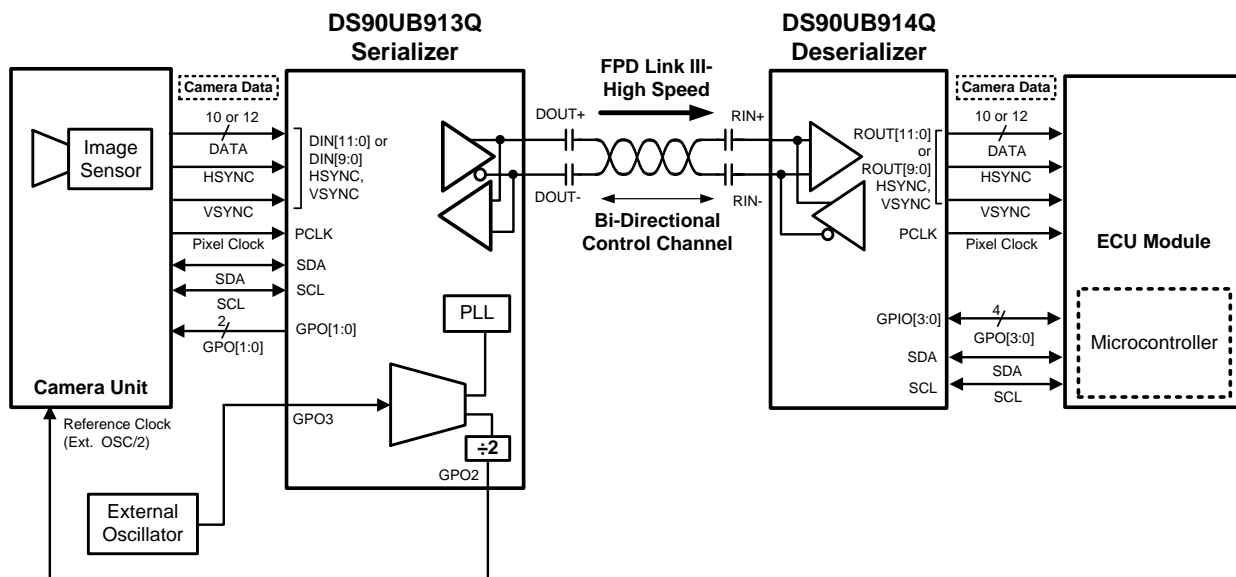 DS90UB913Q
Serializer
DS90UB914Q
Deserializer
FPD Link III-
High Speed
Camera Data
10 or 12
DATA
HSYNC
VSYNC
Pixel Clock
SDA
SCL
2
GPO[1:0]
Image
Sensor
Camera Unit
DIN[11:0] or
DIN[9:0]
HSYNC,
VSYNC
PCLK
SDA
SCL
GPO[1:0]
PLL
÷2
GPO3
GPO2
DOUT+
DOUT-
RIN+
RIN-
Bi-Directional
Control Channel
ROUT[11:0]
or
ROUT[9:0]
HSYNC,
VSYNC
PCLK
GPIO[3:0]
SDA
SCL
Camera Data
10 or 12
DATA
HSYNC
VSYNC
Pixel Clock
4
GPO[3:0]
SDA
SCL
ECU Module
Microcontroller
Reference Clock
(Ext. OSC/2)
External
Oscillator